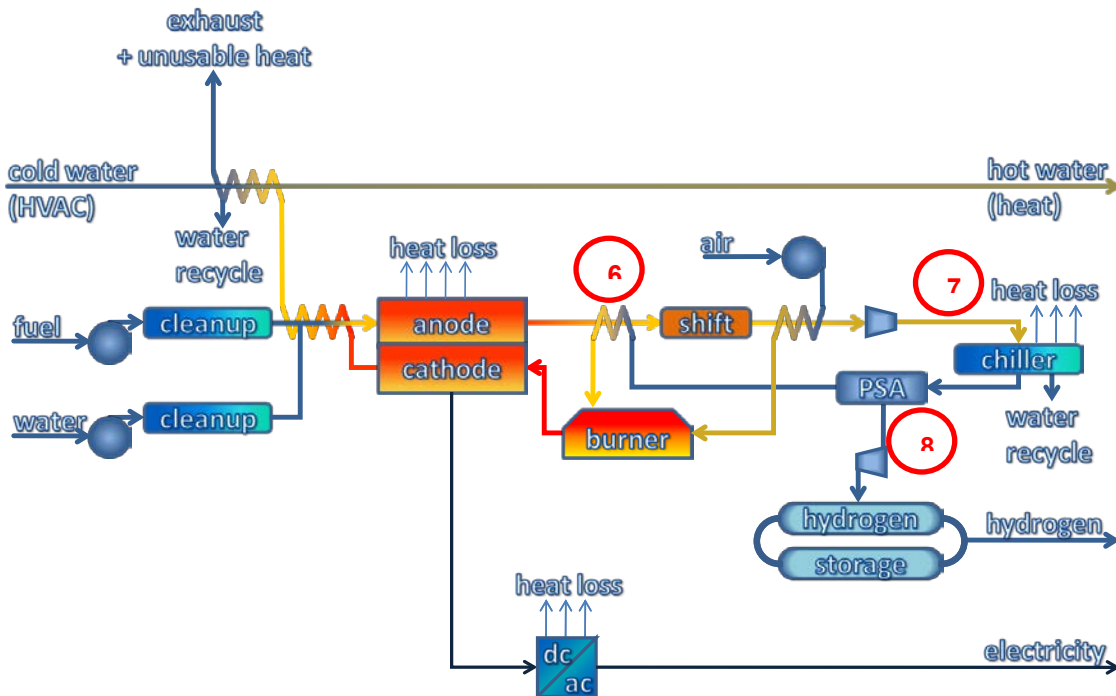 exhaust
+ unusable heat
cold water
(HVAC)
hot water
(heat)
water
recycle
heat loss
6
air
7
heat loss
fuel
cleanup
anode
shift
chiller
cathode
PSA
water
cleanup
burner
8
water
recycle
hydrogen
hydrogen
storage
heat loss
dc
ac
electricity